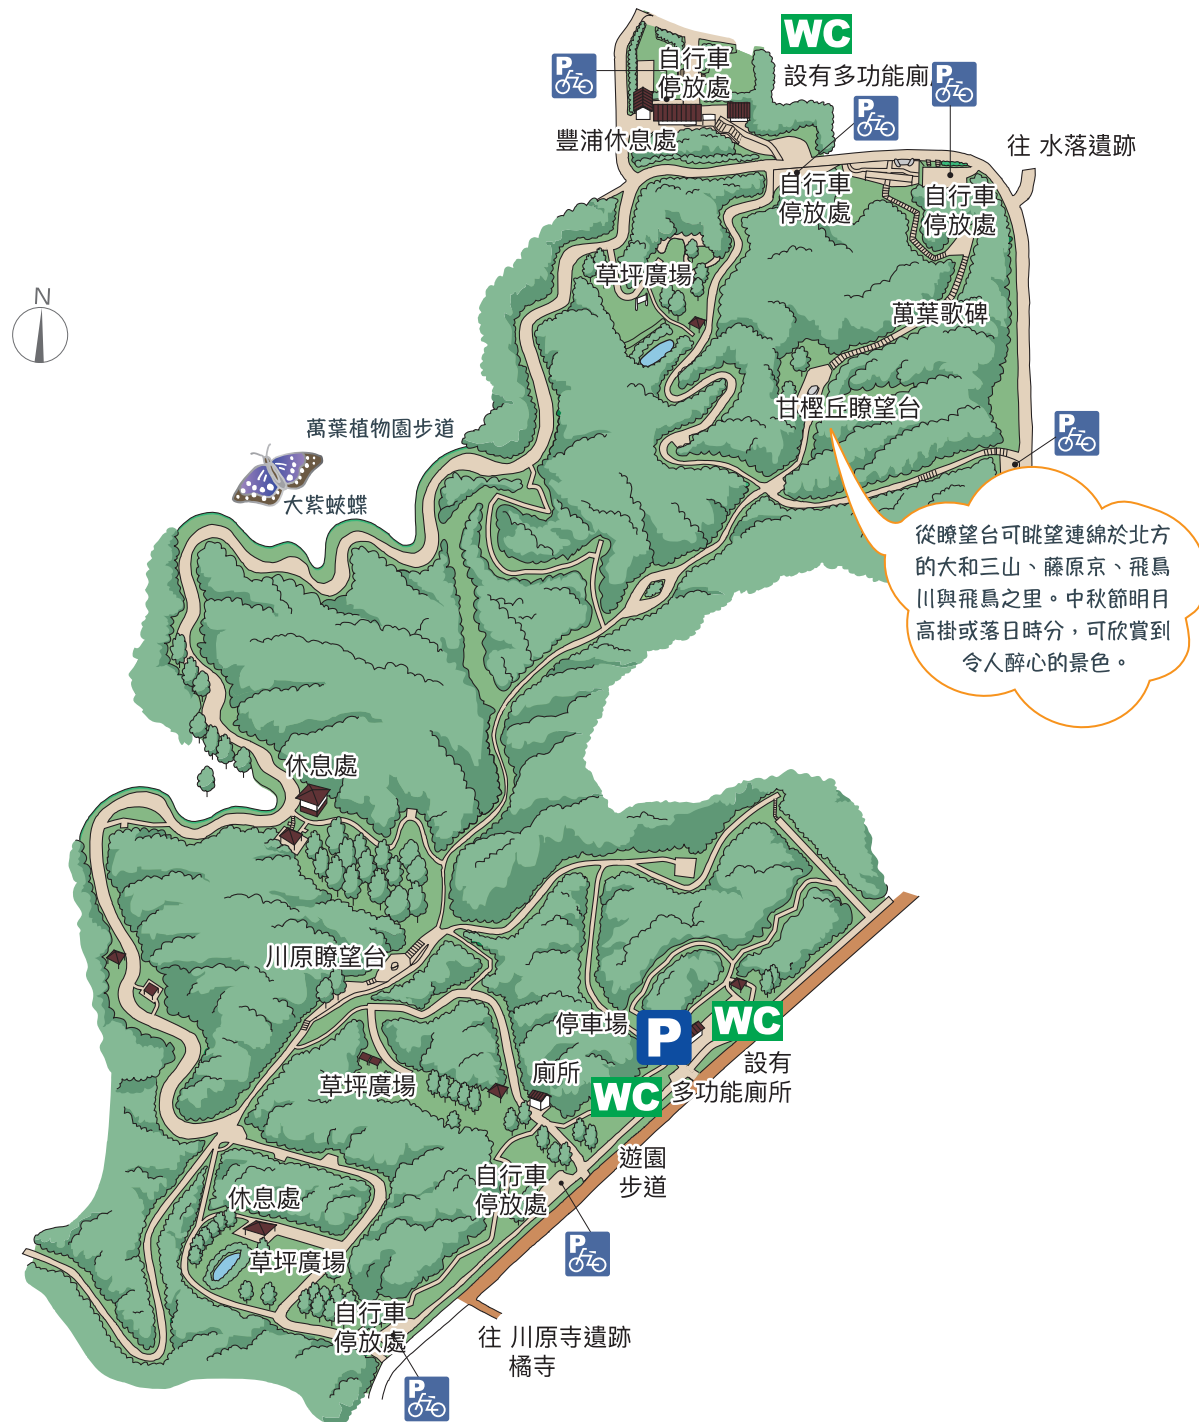 WC
P
自行車
停放處
設有多功能廁
P
P
豐浦休息處
往 水落遺跡
自行車
停放處
自行車
停放處
草坪廣場
N
萬葉歌碑
甘樫丘瞭望台
P
萬葉植物園步道
大紫蛺蝶
從瞭望台可眺望連綿於北方
的大和三山、藤原京、飛鳥
川與飛鳥之里。中秋節明月
高掛或落日時分，可欣賞到
令人醉心的景色。
休息處
川原瞭望台
停車場
P
WC
設有
多功能廁所
草坪廣場
廁所
WC
遊園
步道
自行車
停放處
P
休息處
草坪廣場
自行車
停放處
往 川原寺遺跡
橘寺
P